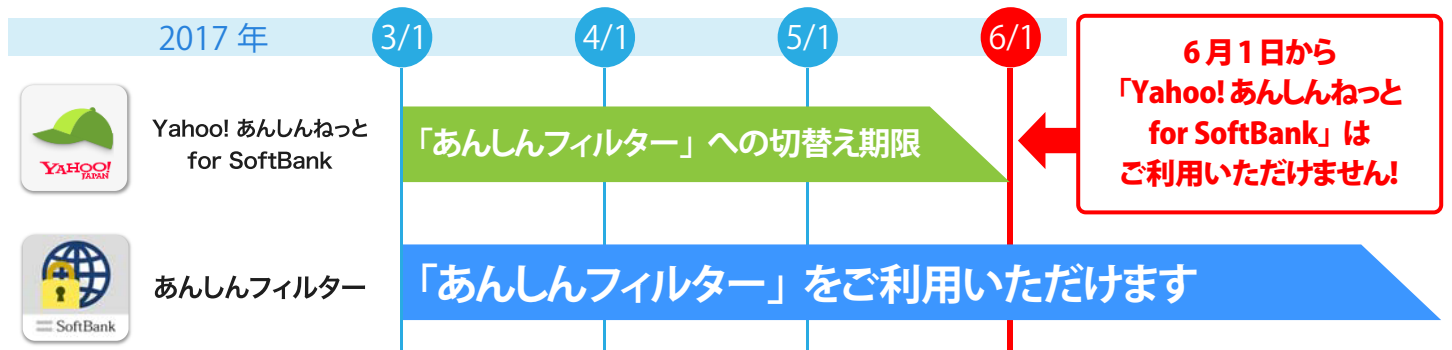 2017 年
3/1
4/1
5/1
6/1
6月1日から
「Yahoo! あんしんねっと
for SoftBank」は
ご利用いただけません!
YAHOO!
JAPAN
Yahoo! あんしんねっと
for SoftBank
「あんしんフィルター」への切替え期限
SoftBank
あんしんフィルター
「あんしんフィルター」をご利用いただけます